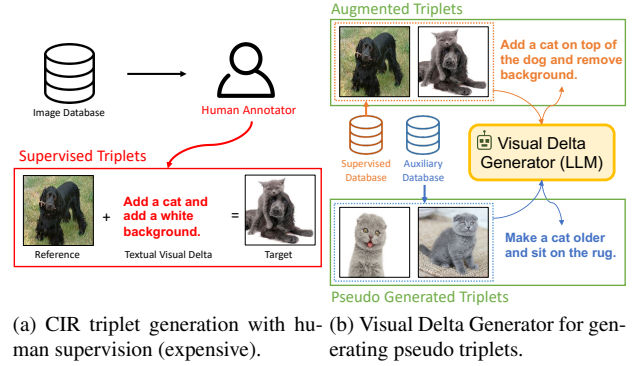 Image Database
Human Annotator
Supervised Triplets
+
Add a cat and
add a white
background.
=
Reference
Textual Visual Delta
Target
(a) CIR triplet generation with hu-
man supervision (expensive).
Augmented Triplets
Add a cat on top of
the dog and remove
background.
Supervised
Database
Auxiliary
Database
Visual Delta
Generator (LLM)
Make a cat older
and sit on the rug.
Pseudo Generated Triplets
(b) Visual Delta Generator for gen-
erating pseudo triplets.